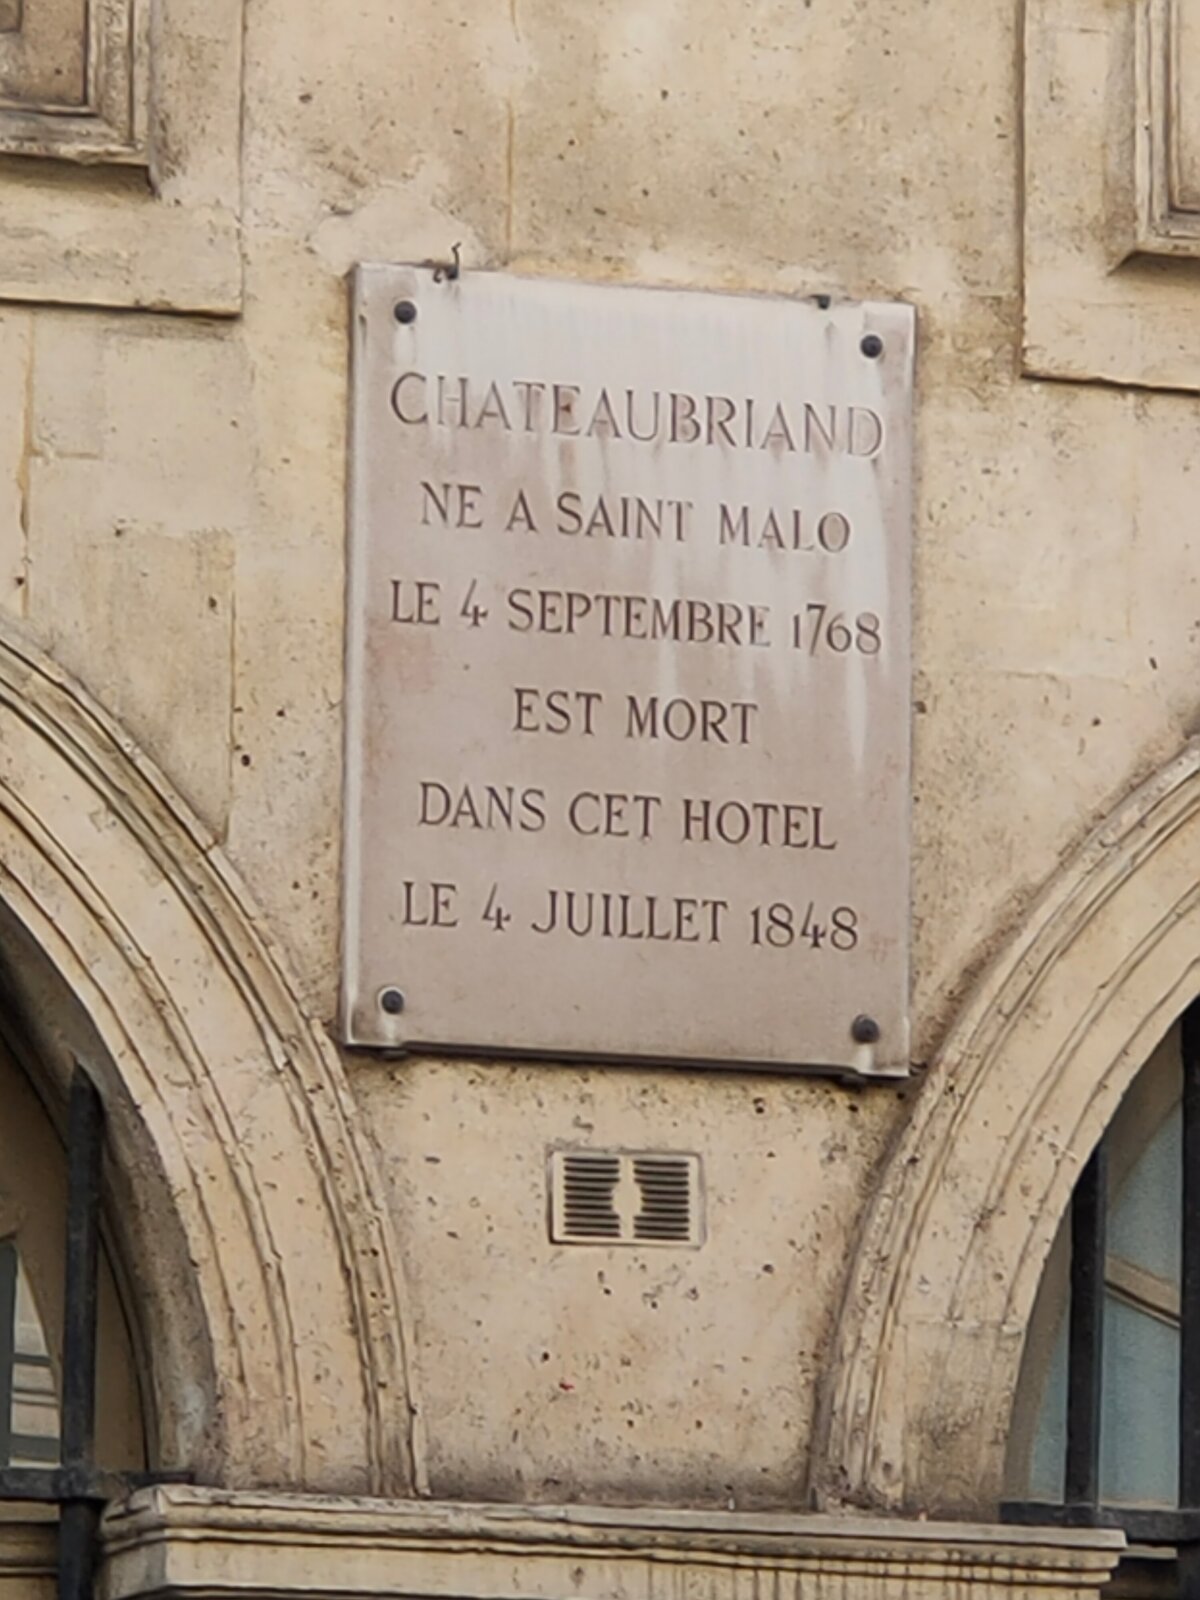 CHATEAUBRIAND
NE A SAINT MALO
LE 4 SEPTEMBRE 1768
EST MORT
DANS CET HOTEL
LE 4 JUILLET 1848